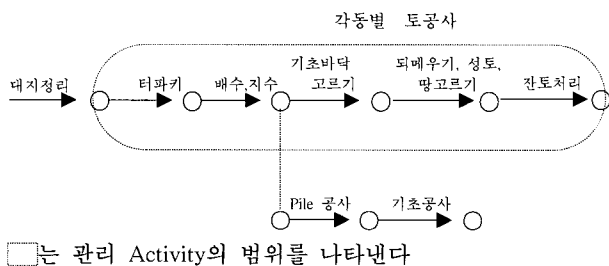 각동별 토공사
대지정리
터파키
배수,지수
기초바닥
고르기
되메우기, 성토,
땅고르기
잔토처리
Pile 공사
기초공사
는 관리 Activity의 범위를 나타낸다